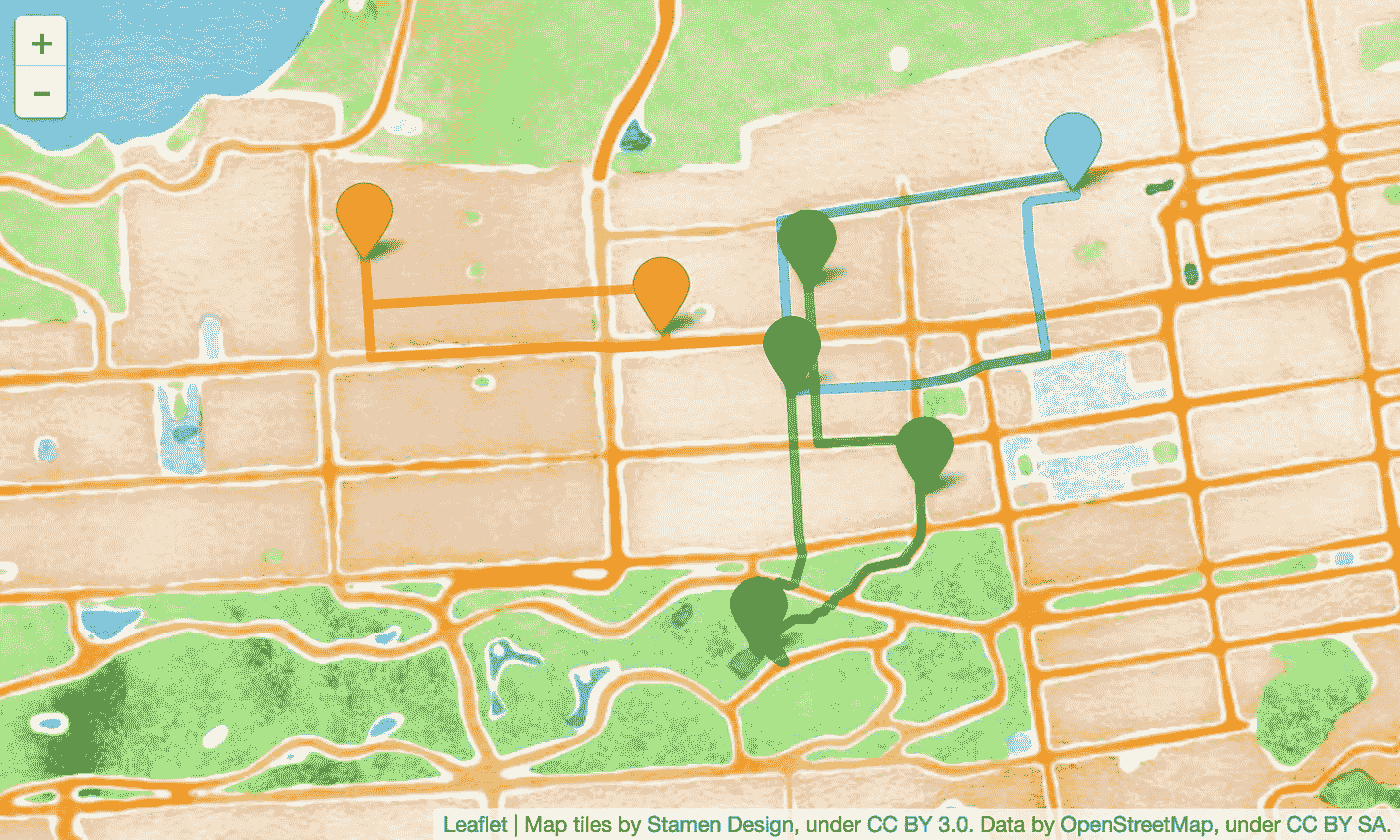 +
−
Leaflet | Map tiles by Stamen Design, under CC BY 3.0. Data by OpenStreetMap, under CC BY SA.